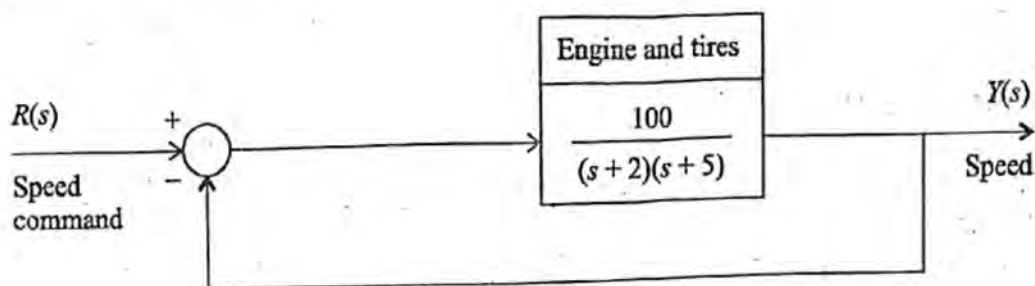 Engine and tires
R(s)
+
100
(s + 2)(s + 5)
Y(s)
−
Speed
command
Speed